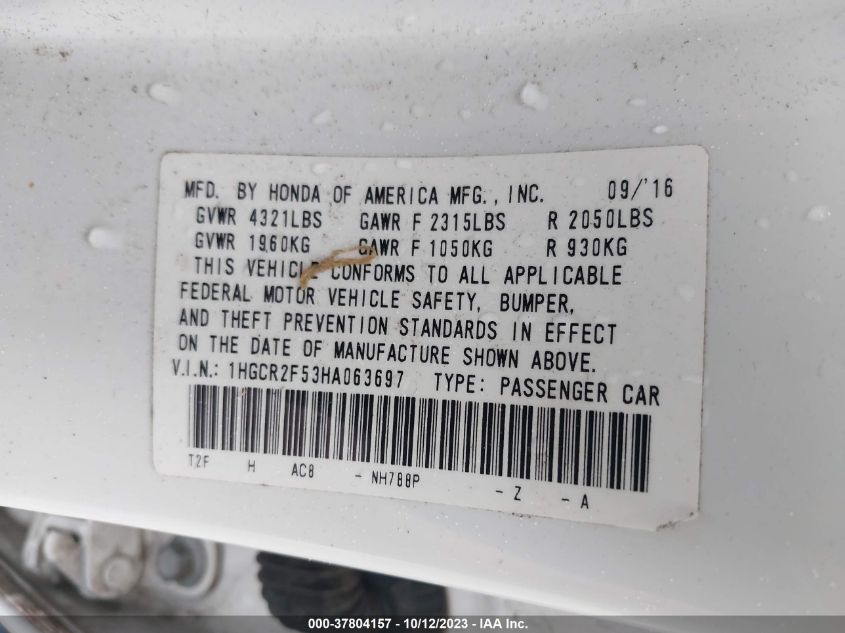 MFD. BY HONDA OF AMERICA MFG., INC. 09/'16
GVWR 4321LBS GAWR F 2315LBS R 2050LBS
GVWR 1960KG GAWR F 1050KG R 930KG
THIS VEHICLE CONFORMS TO ALL APPLICABLE
FEDERAL MOTOR VEHICLE SAFETY, BUMPER,
AND THEFT PREVENTION STANDARDS IN EFFECT
ON THE DATE OF MANUFACTURE SHOWN ABOVE.
V.I.N.: 1HGCR2F53HA063697 TYPE: PASSENGER CAR
T2F H AC8 - NH788P - Z - A
000-37804157 - 10/12/2023 - IAA Inc.